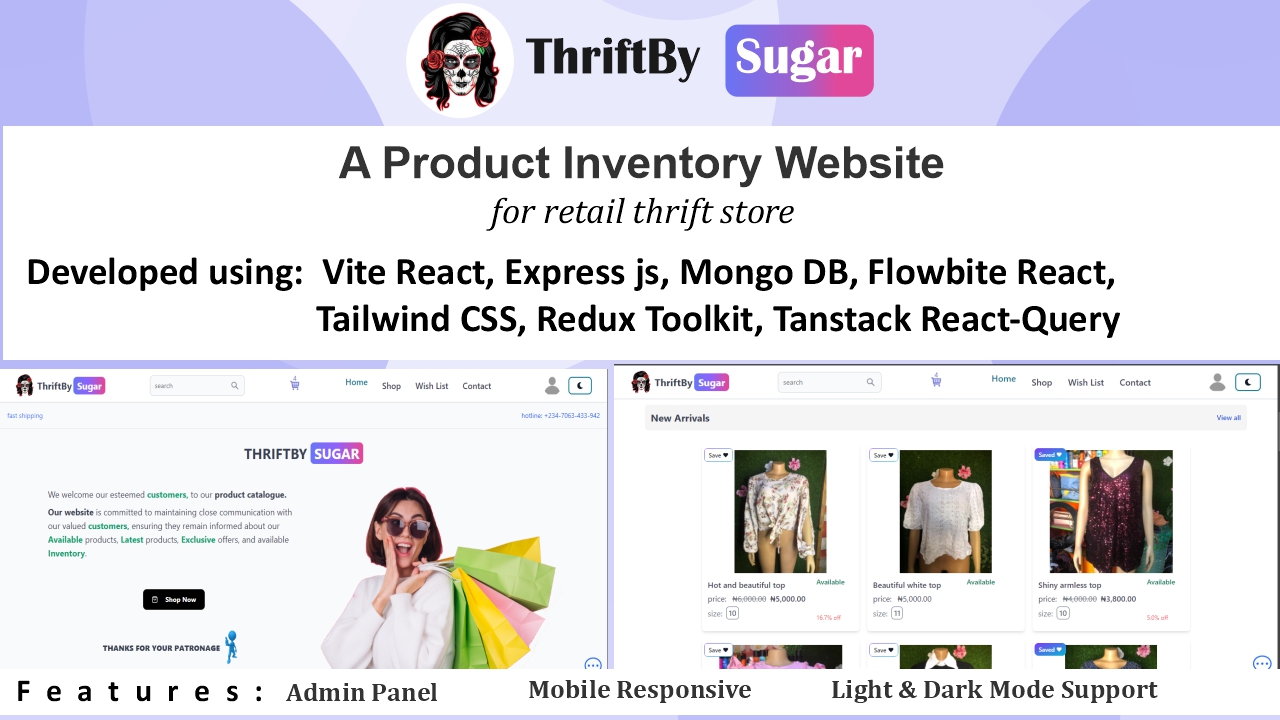 ThriftBy Sugar
A Product Inventory Website
for retail thrift store
Developed using: Vite React, Express js, Mongo DB, Flowbite React,
Tailwind CSS, Redux Toolkit, Tanstack React-Query
ThriftBy Sugar search 4 Home Shop Wish List Contact
fast shipping hotline: +234-7063-433-942
THRIFTBY SUGAR
We welcome our esteemed customers, to our product catalogue.
Our website is committed to maintaining close communication with
our valued customers, ensuring they remain informed about our
Available products, Latest products, Exclusive offers, and available
Inventory.
Shop Now
THANKS FOR YOUR PATRONAGE
ThriftBy Sugar search 4 Home Shop Wish List Contact
New Arrivals View all
Save Save Saved
Hot and beautiful top Available
price: ₦6,000.00 ₦5,000.00
size: 10
16.7% off
Beautiful white top Available
price: ₦5,000.00
size: 11
Shiny armless top Available
price: ₦4,000.00 ₦3,800.00
size: 10
5.0% off
Save Save Saved
Features: Admin Panel Mobile Responsive Light & Dark Mode Support